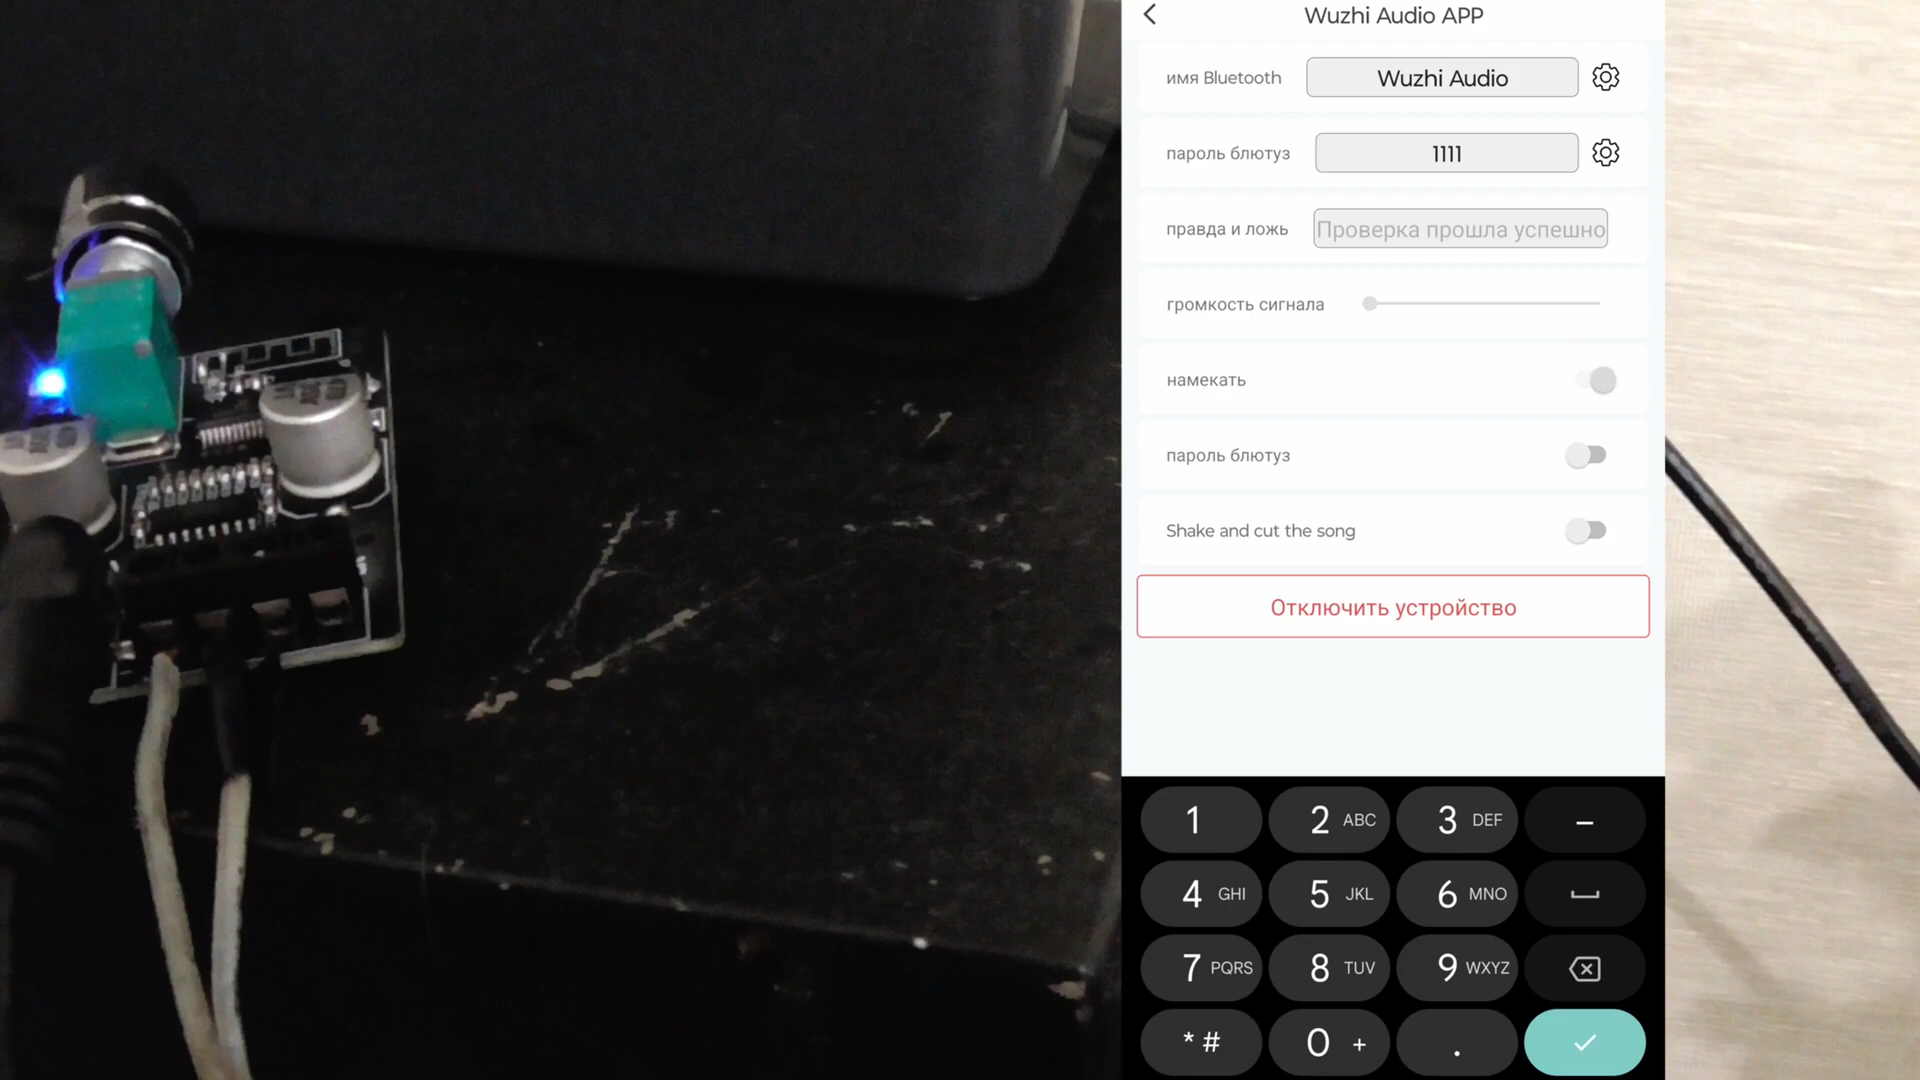 Wuzhi Audio APP
имя Bluetooth
Wuzhi Audio
пароль блютуз
1111
правда и ложь
Проверка прошла успешно
громкость сигнала
намекать
пароль блютуз
Shake and cut the song
Отключить устройство
1
2 ABC
3 DEF
–
4 GHI
5 JKL
6 MNO
7 PQRS
8 TUV
9 WXYZ
* #
0 +
.